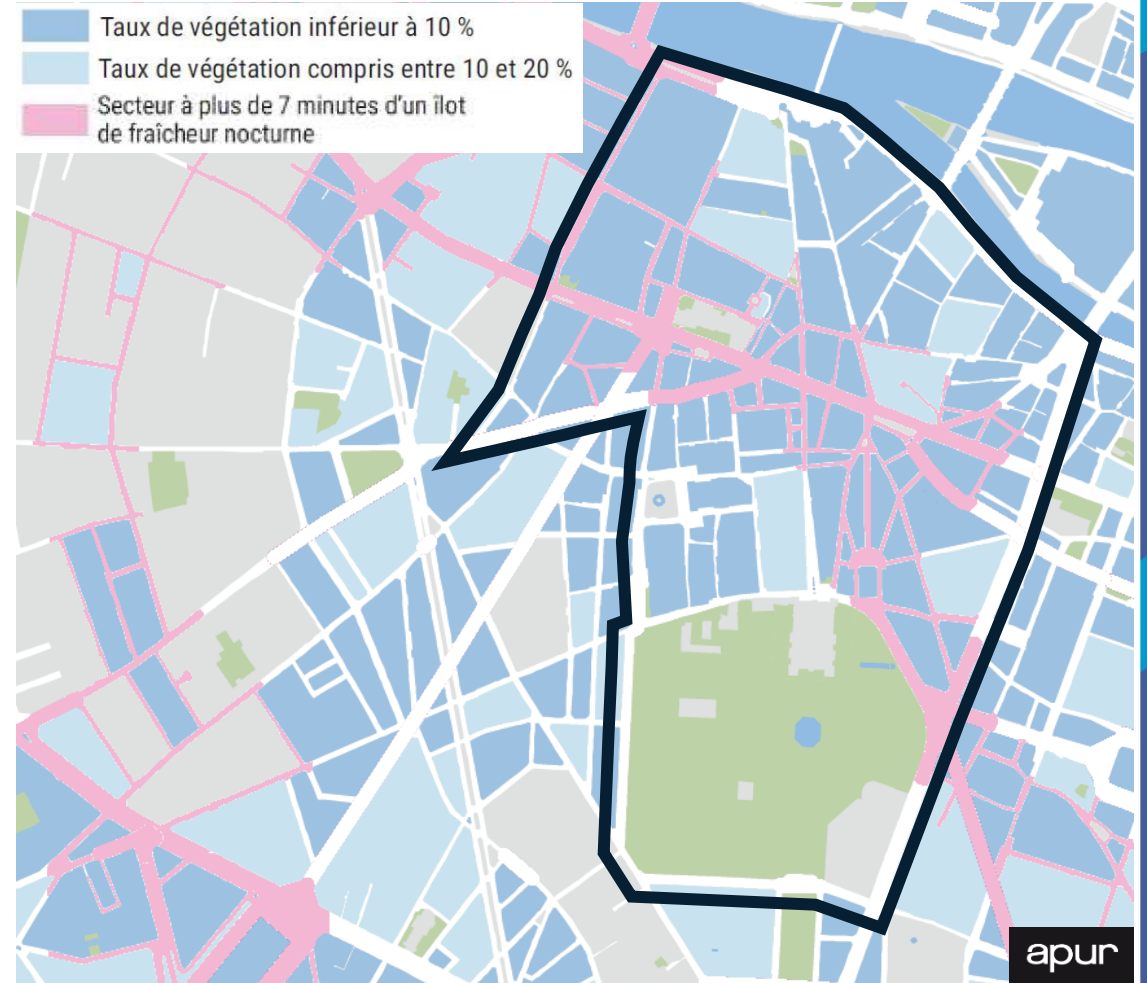 Taux de végétation inférieur à 10 %
Taux de végétation compris entre 10 et 20 %
Secteur à plus de 7 minutes d'un îlot
de fraîcheur nocturne
apur